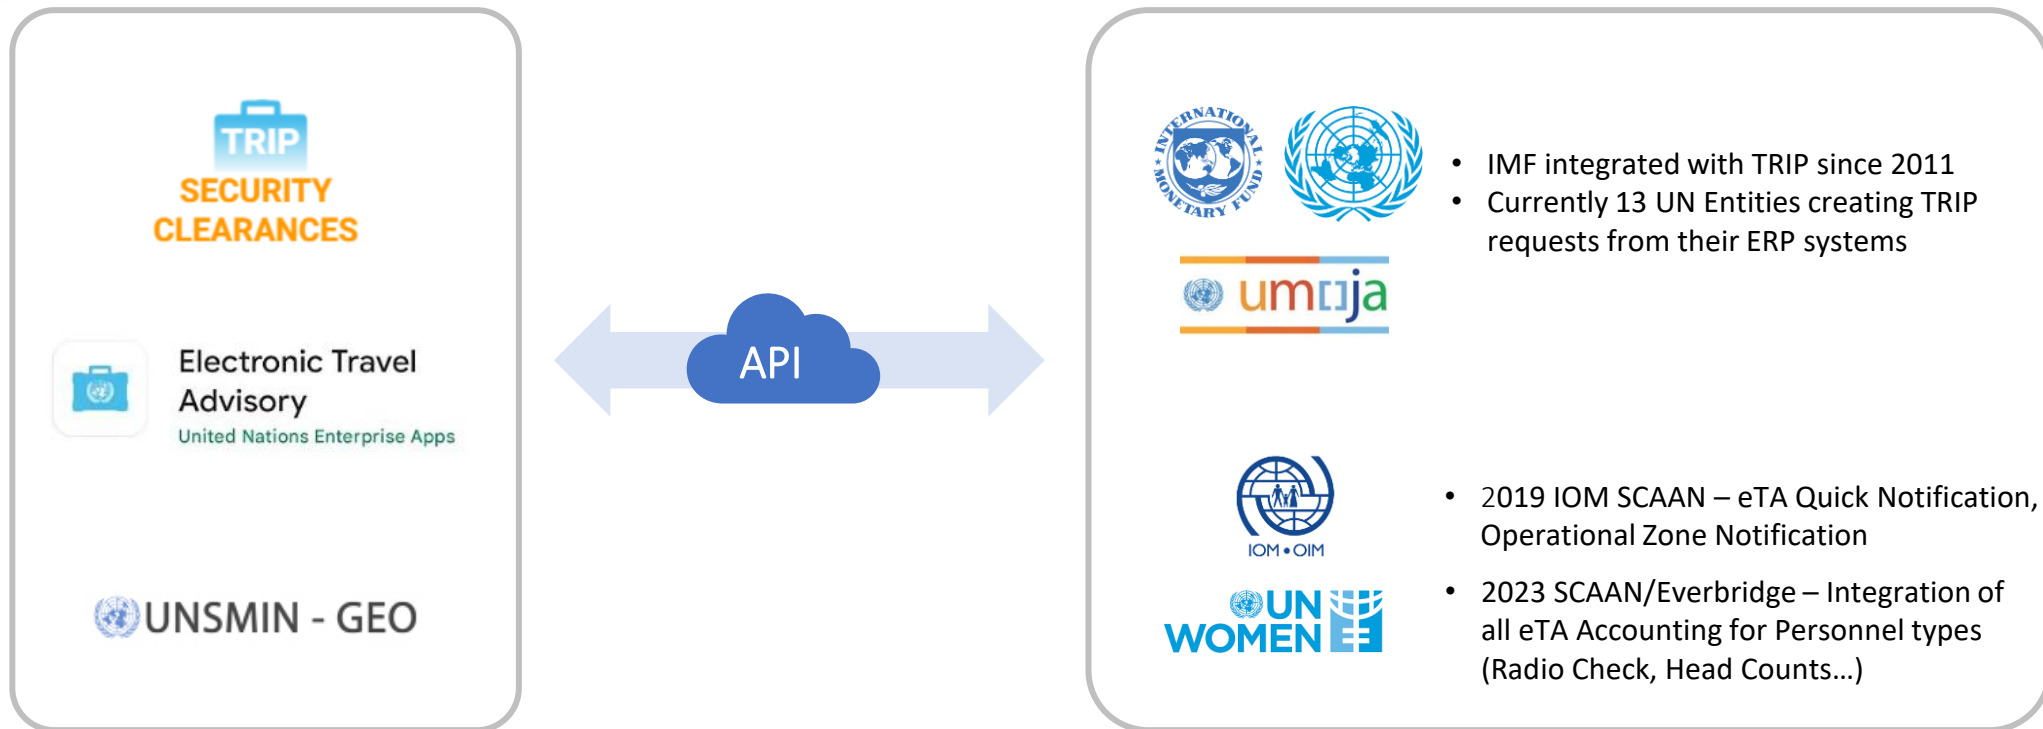 TRIP
SECURITY
CLEARANCES
Electronic Travel
Advisory
United Nations Enterprise Apps
UNSMIN - GEO
API
INTERNATIONAL MONETARY FUND
umoja
• IMF integrated with TRIP since 2011
• Currently 13 UN Entities creating TRIP
requests from their ERP systems
IOM • OIM
• 2019 IOM SCAAN – eTA Quick Notification,
Operational Zone Notification
UN
WOMEN
• 2023 SCAAN/Everbridge – Integration of
all eTA Accounting for Personnel types
(Radio Check, Head Counts…)